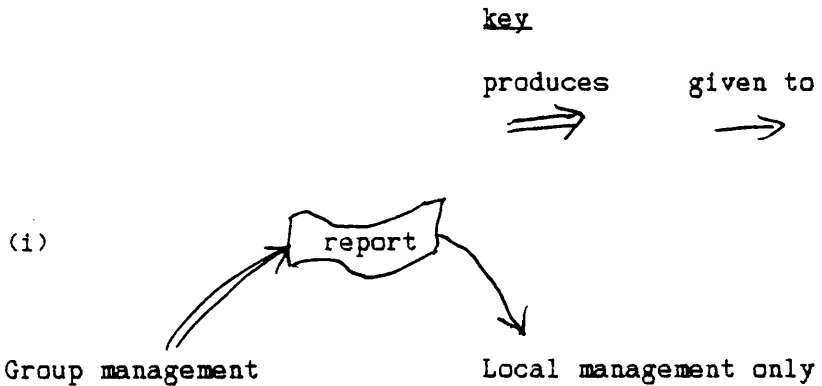 key
produces given to
(i) report
Group management Local management only